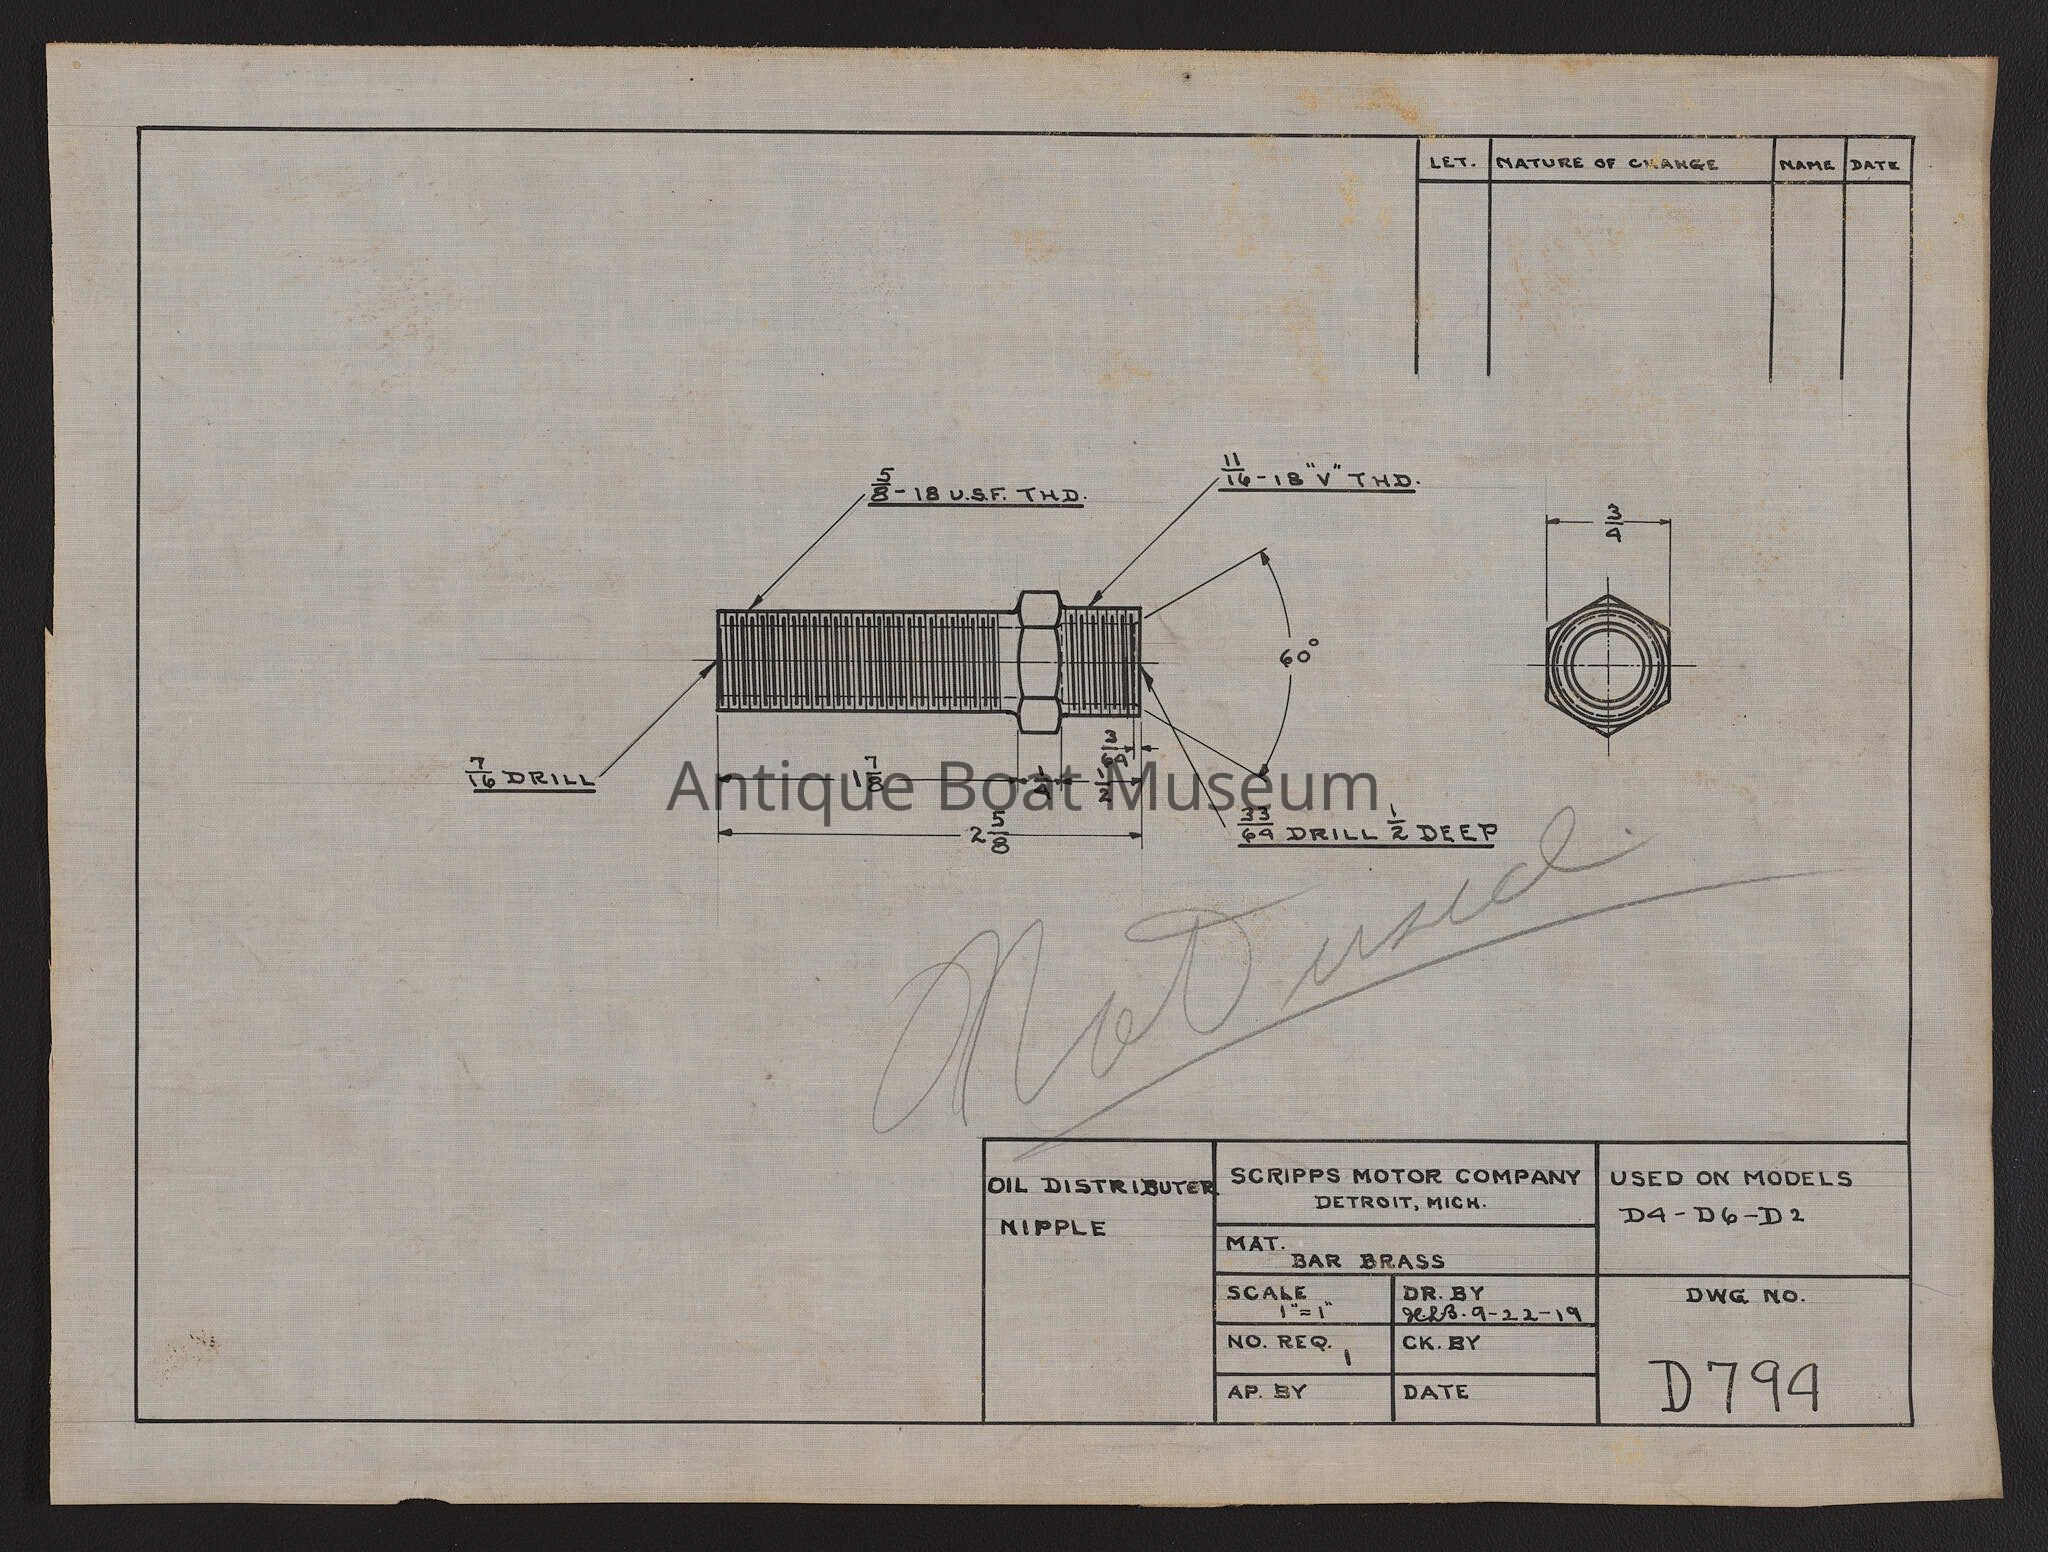 LET. NATURE OF CHANGE NAME DATE
5/8 - 18 U.S.F. THD.
11/16 - 18 "V" THD.
3/4
60°
7/16 DRILL
3/64
1 7/8 1/4 1/2
2 5/8
33/64 DRILL 1/2 DEEP
Antique Boat Museum
Not used.
OIL DISTRIBUTER
NIPPLE
SCRIPPS MOTOR COMPANY
DETROIT, MICH.
MAT.
BAR BRASS
SCALE
1"=1"
DR. BY
H.L.B. 9-22-19
NO. REQ. 1
CK. BY
AP. BY
DATE
USED ON MODELS
D4-D6-D2
DWG NO.
D794